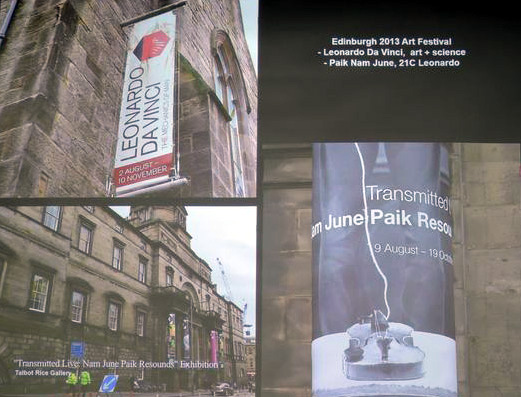 LEONARDO
DA VINCI
THE MECHANICS OF MAN
2 AUGUST –
10 NOVEMBER
Edinburgh 2013 Art Festival
- Leonardo Da Vinci, art + science
- Paik Nam June, 21C Leonardo
Transmitted
am June Paik Resou
9 August – 19 Octo
"Transmitted Live: Nam June Paik Resounds" Exhibition
Talbot Rice Gallery